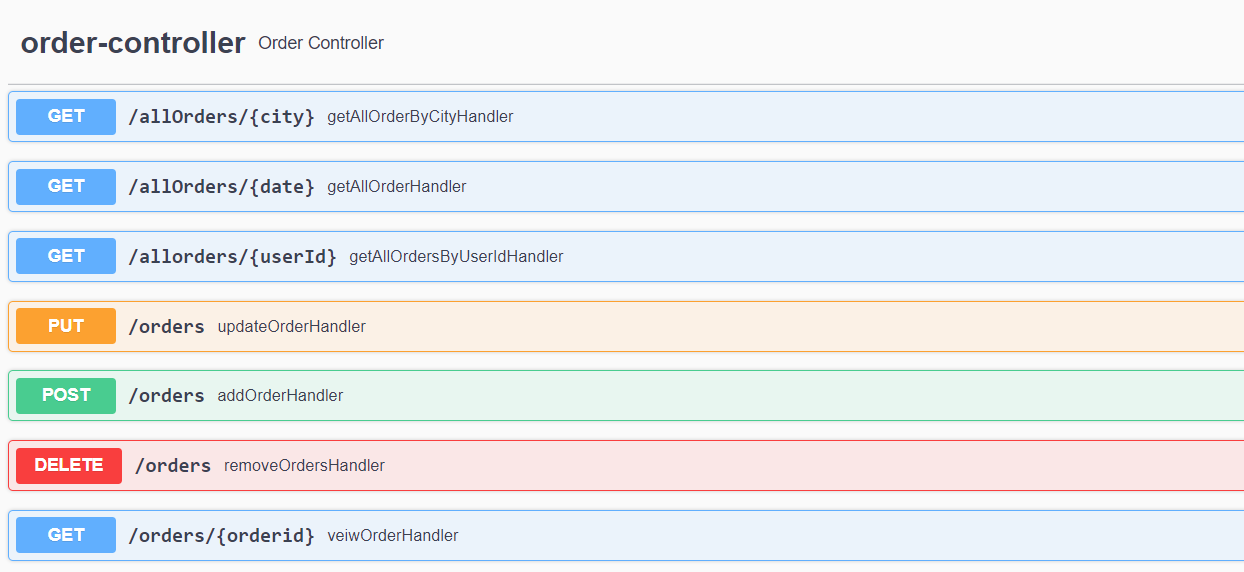 order-controller Order Controller
GET /allOrders/{city} getAllOrderByCityHandler
GET /allOrders/{date} getAllOrderHandler
GET /allorders/{userId} getAllOrdersByUserIdHandler
PUT /orders updateOrderHandler
POST /orders addOrderHandler
DELETE /orders removeOrdersHandler
GET /orders/{orderid} veiwOrderHandler